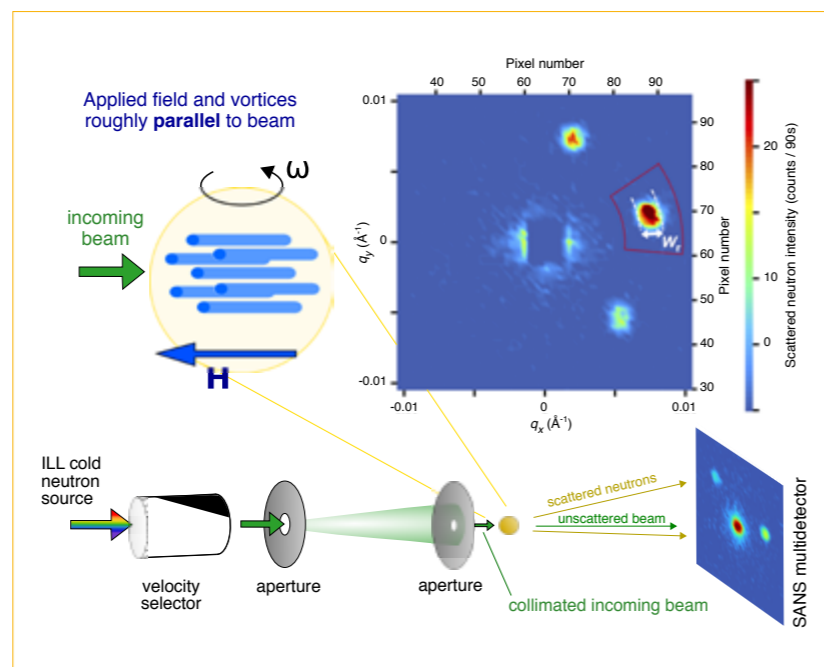 Applied field and vortices
roughly parallel to beam
ω
incoming
beam
H
Pixel number
40 50 60 70 80 90
0.01
0
-0.01
qy (Å-1)
90
80
70
60
50
40
30
Pixel number
Wr
-0.01 0 0.01
qx (Å-1)
20
10
0
Scattered neutron intensity (counts / 90s)
ILL cold
neutron
source
velocity
selector
aperture
aperture
scattered neutrons
unscattered beam
collimated incoming beam
SANS multidetector